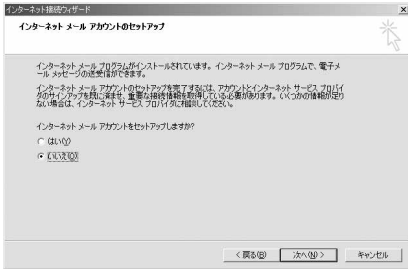 インターネット接続ウィザード
インターネット メール アカウントのセットアップ
インターネット メール プログラムがインストールされています。インターネット メール プログラムで、電子メ
ール メッセージの送受信ができます。
インターネット メール アカウントのセットアップを完了するには、アカウントとインターネット サービス プロバイ
ダのサインアップを既に済ませ、重要な接続情報を取得している必要があります。いくつかの情報が足り
ない場合は、インターネット サービス プロバイダに相談してください。
インターネット メール アカウントをセットアップしますか?
はい(Y)
いいえ(O)
< 戻る(B)
次へ(N) >
キャンセル